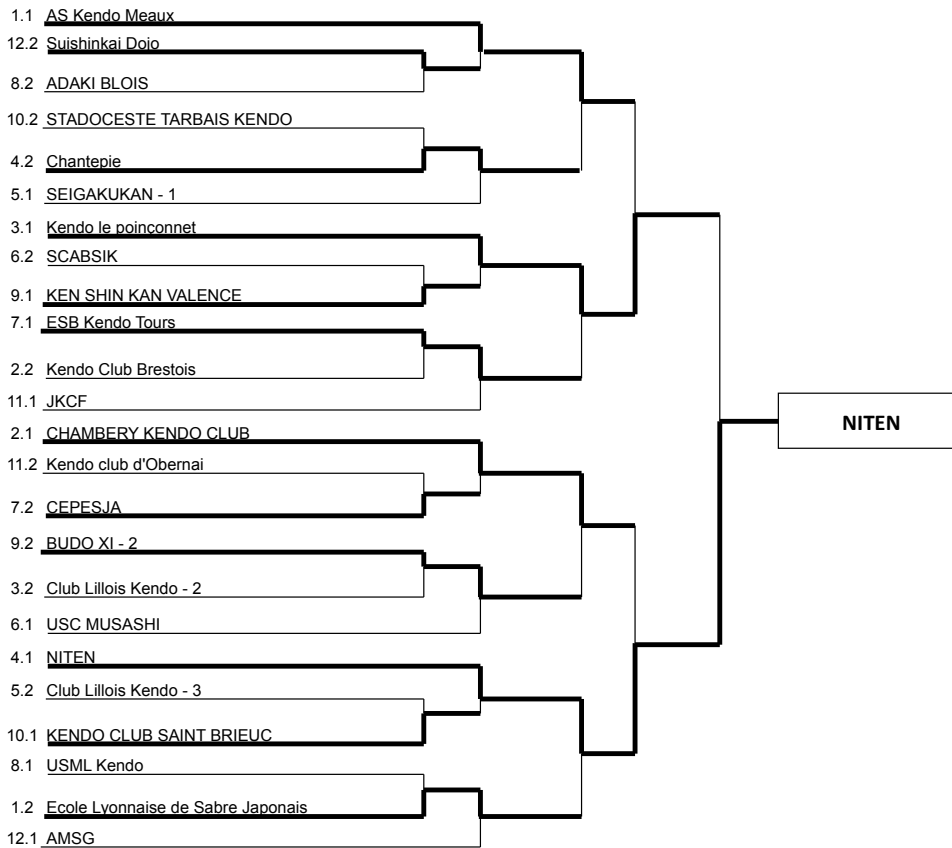 1.1 AS Kendo Meaux
12.2 Suishinkai Dojo
8.2 ADAKI BLOIS
10.2 STADOCESTE TARBAIS KENDO
4.2 Chantepie
5.1 SEIGAKUKAN - 1
3.1 Kendo le poinçonnet
6.2 SCABSIK
9.1 KEN SHIN KAN VALENCE
7.1 ESB Kendo Tours
2.2 Kendo Club Brestois
11.1 JKCF
2.1 CHAMBERY KENDO CLUB
NITEN
11.2 Kendo club d'Obernai
7.2 CEPESJA
9.2 BUDO XI - 2
3.2 Club Lillois Kendo - 2
6.1 USC MUSASHI
4.1 NITEN
5.2 Club Lillois Kendo - 3
10.1 KENDO CLUB SAINT BRIEUC
8.1 USML Kendo
1.2 Ecole Lyonnaise de Sabre Japonais
12.1 AMSG